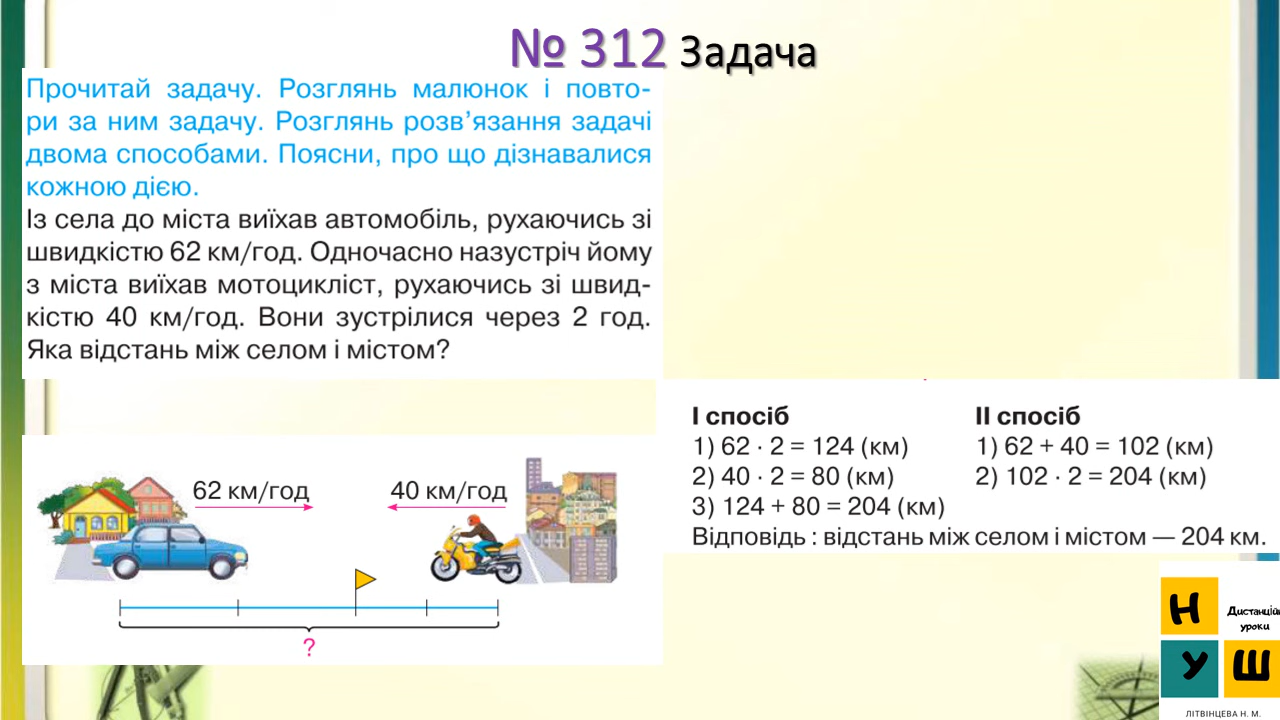 № 312 Задача
Прочитай задачу. Розглянь малюнок і повто-
ри за ним задачу. Розглянь розв’язання задачі
двома способами. Поясни, про що дізнавалися
кожною дією.
Із села до міста виїхав автомобіль, рухаючись зі
швидкістю 62 км/год. Одночасно назустріч йому
з міста виїхав мотоцикліст, рухаючись зі швид-
кістю 40 км/год. Вони зустрілися через 2 год.
Яка відстань між селом і містом?
62 км/год
40 км/год
?
І спосіб
1) 62 · 2 = 124 (км)
2) 40 · 2 = 80 (км)
3) 124 + 80 = 204 (км)
ІІ спосіб
1) 62 + 40 = 102 (км)
2) 102 · 2 = 204 (км)
Відповідь : відстань між селом і містом — 204 км.
Н
У Ш
уроки
ЛІТВІНЦЕВА Н. М.